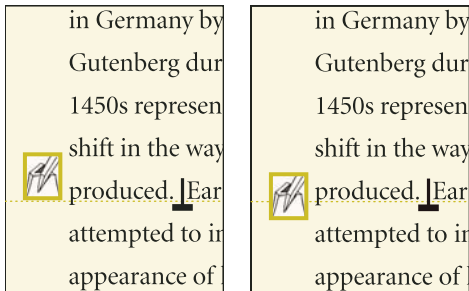 in Germany by
Gutenberg dur
1450s represen
shift in the way
produced. Ear
attempted to in
appearance of
in Germany by
Gutenberg dur
1450s represen
shift in the way
produced. Ear
attempted to in
appearance of